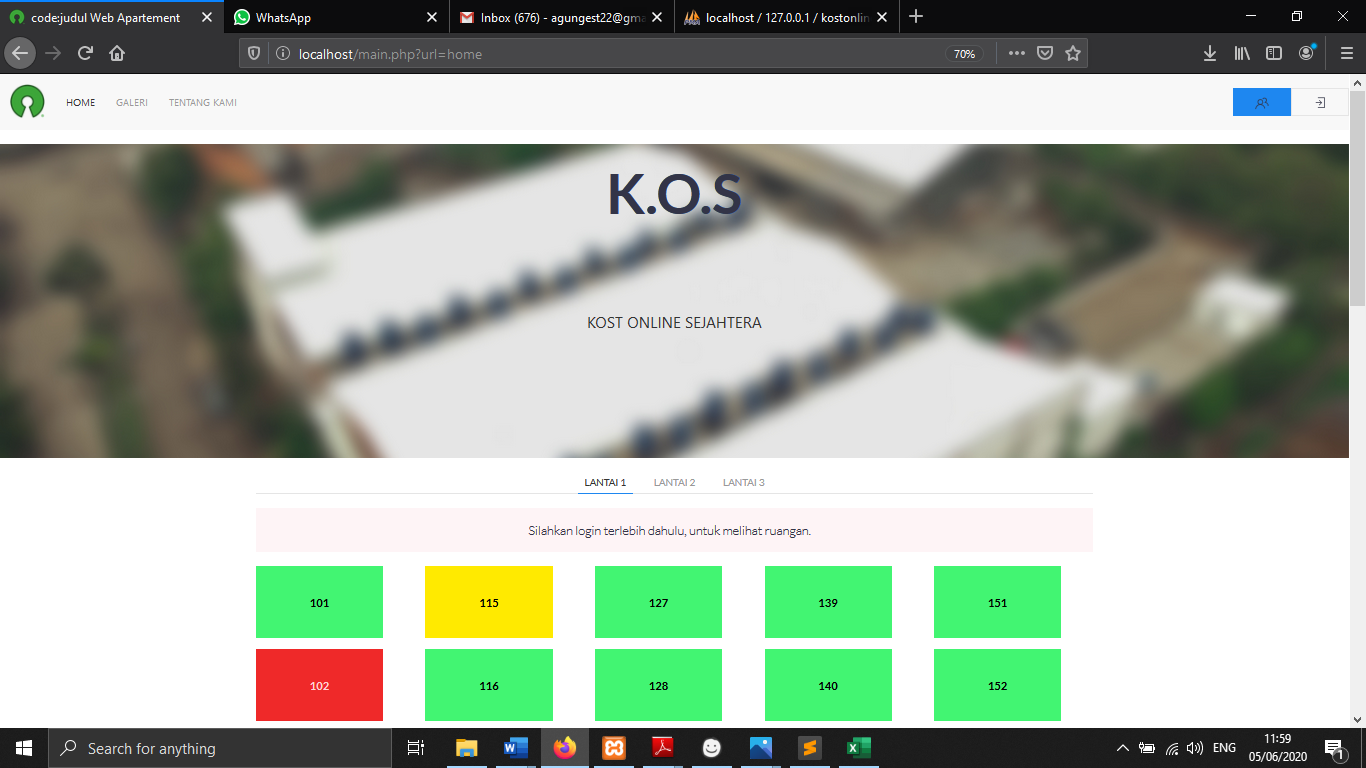 code:judul Web Apartement
WhatsApp
Inbox (676) - agungest22@gma
localhost / 127.0.0.1 / kostonlin
localhost/main.php?url=home
70%
HOME
GALERI
TENTANG KAMI
K.O.S
KOST ONLINE SEJAHTERA
LANTAI 1
LANTAI 2
LANTAI 3
Silahkan login terlebih dahulu, untuk melihat ruangan.
101
115
127
139
151
102
116
128
140
152
Search for anything
ENG
11:59
05/06/2020
1